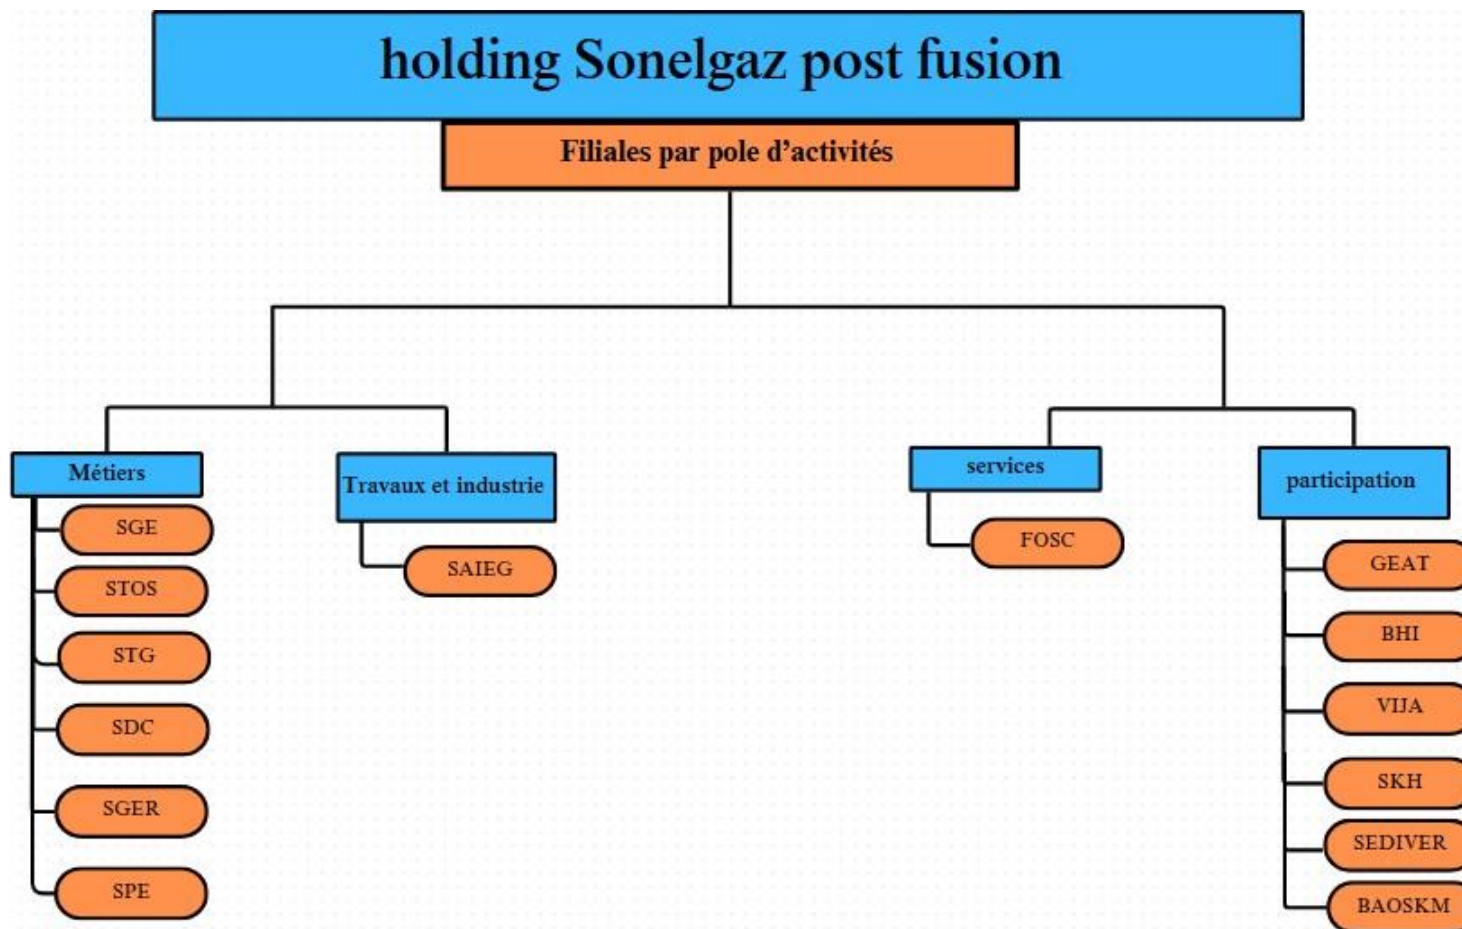 holding Sonelgaz post fusion
Filiales par pole d’activités
Métiers
SGE
STOS
STG
SDC
SGER
SPE
Travaux et industrie
SAIEG
services
FOSC
participation
GEAT
BHI
VIJA
SKH
SEDIVER
BAOSKM